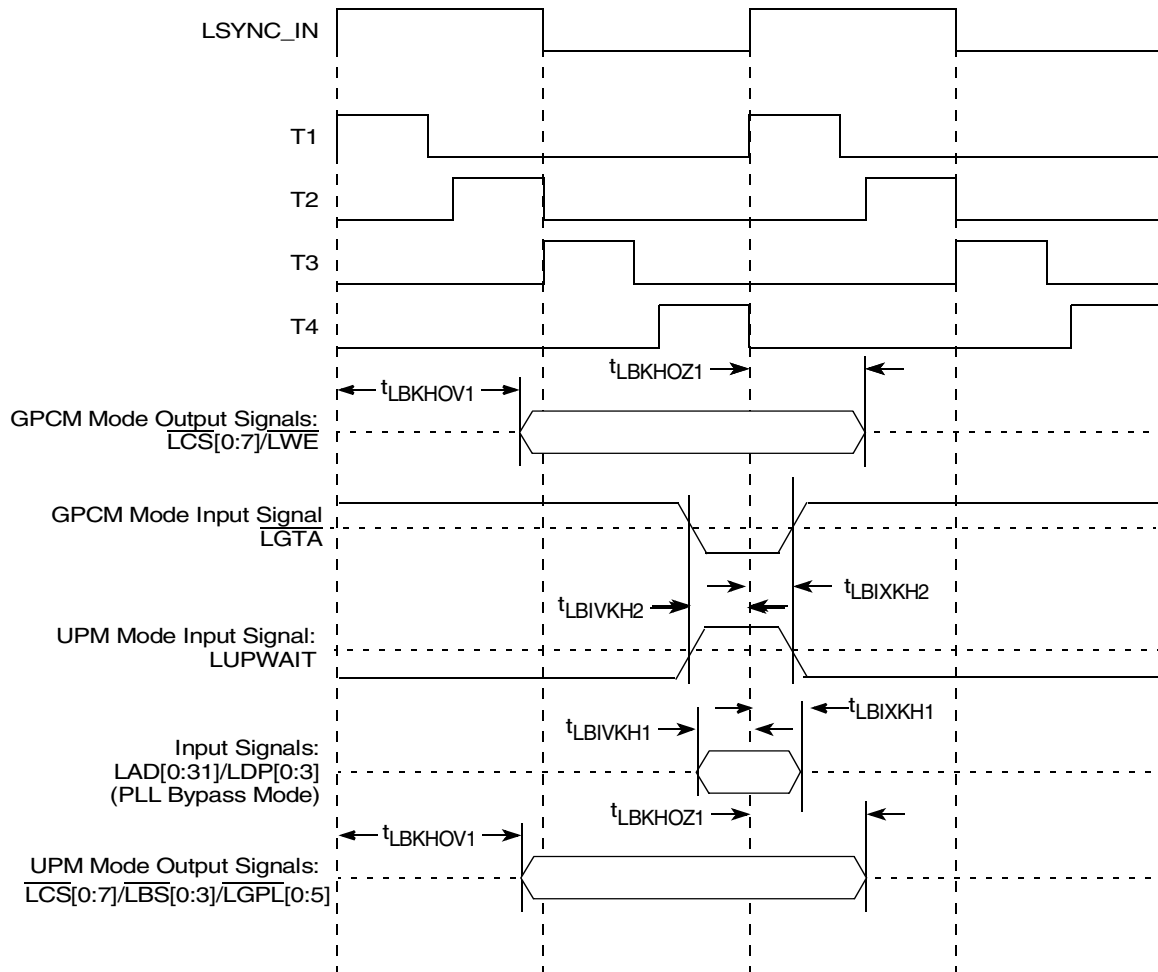 LSYNC_IN
T1
T2
T3
T4
tLBKHOZ1
tLBKHOV1
GPCM Mode Output Signals:
LCS[0:7]/LWE
GPCM Mode Input Signal
LGTA
tLBIXKH2
tLBIVKH2
UPM Mode Input Signal:
LUPWAIT
tLBIXKH1
tLBIVKH1
Input Signals:
LAD[0:31]/LDP[0:3]
(PLL Bypass Mode)
tLBKHOZ1
tLBKHOV1
UPM Mode Output Signals:
LCS[0:7]/LBS[0:3]/LGPL[0:5]